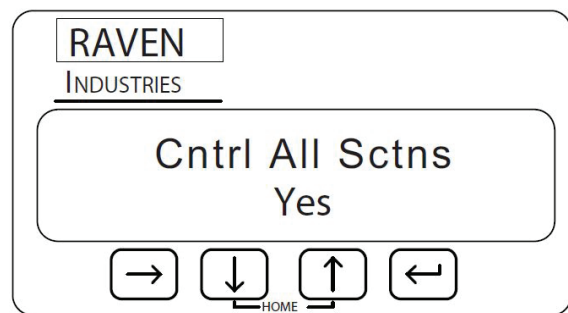 RAVEN
INDUSTRIES
Cntrl All Sctns
Yes
HOME